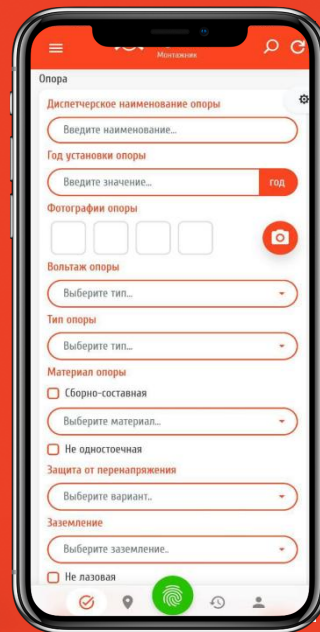 Монтажник
Опора
Диспетчерское наименование опоры
Введите наименование...
Год установки опоры
Введите значение...
год
Фотографии опоры
Вольтаж опоры
Выберите тип...
Тип опоры
Выберите тип...
Материал опоры
Сборно-составная
Выберите материал...
Не одностоечная
Защита от перенапряжения
Выберите вариант..
Заземление
Выберите заземление..
Не лазовая